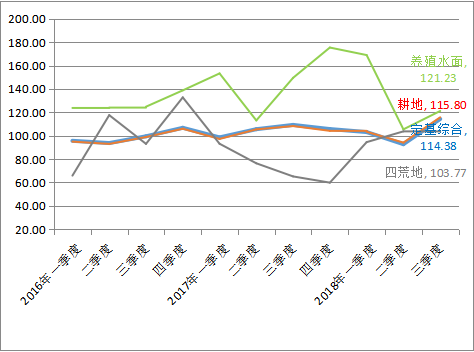 200.00
180.00
160.00
140.00
120.00
100.00
80.00
60.00
40.00
20.00
养殖水面,
121.23
耕地, 115.80
定基综合,
114.38
四荒地, 103.77
2016年一季度
二季度
三季度
四季度
2017年一季度
二季度
三季度
四季度
2018年一季度
二季度
三季度